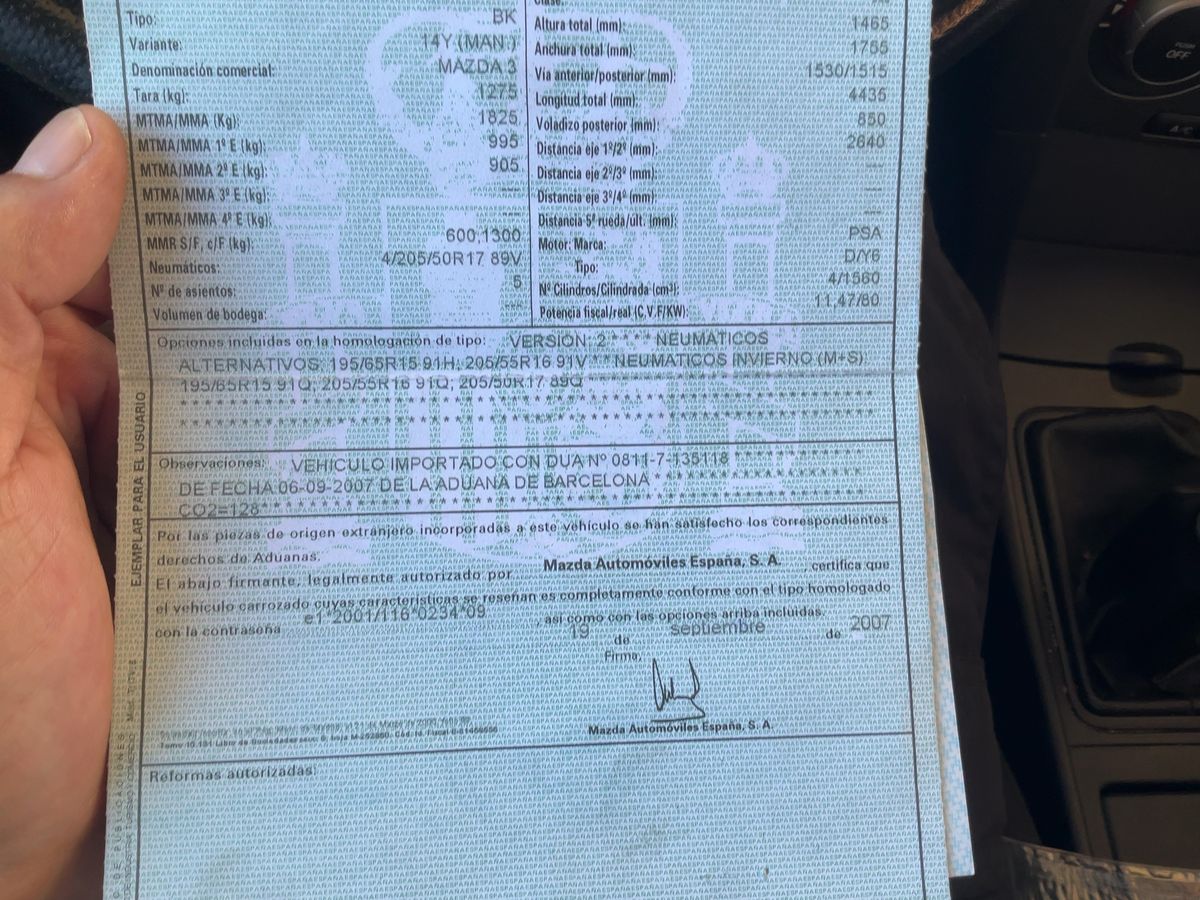 Clase:
Tipo: BK
Variante: 14Y (MAN.)
Denominación comercial: MAZDA 3
Tara (kg): 1275
MTMA/MMA (Kg): 1825
MTMA/MMA 1º E (kg): 995
MTMA/MMA 2º E (kg): 905
MTMA/MMA 3º E (kg): ---
MTMA/MMA 4º E (kg): ---
MMR S/F, c/F (kg): 600,1300
Neumáticos: 4/205/50R17 89V
Nº de asientos: 5
Volumen de bodega: ---
Altura total (mm): 1465
Anchura total (mm): 1755
Vía anterior/posterior (mm): 1530/1515
Longitud total (mm): 4435
Voladizo posterior (mm): 850
Distancia eje 1º/2º (mm): 2640
Distancia eje 2º/3º (mm): ---
Distancia eje 3º/4º (mm): ---
Distancia 5ª rueda/ult. (mm): ---
Motor: Marca: PSA
Tipo: D/Y6
Nº Cilindros/Cilindrada (cm³): 4/1560
Potencia fiscal/real (C.V.F/KW): 11,47/80
Opciones incluidas en la homologación de tipo: VERSION: 2 * * * * NEUMATICOS
ALTERNATIVOS: 195/65R15 91H; 205/55R16 91V * * NEUMATICOS INVIERNO (M+S)
195/65R15 91Q; 205/55R16 91Q; 205/50R17 89Q
Observaciones: VEHICULO IMPORTADO CON DUA Nº 0811-7-135118
DE FECHA 06-09-2007 DE LA ADUANA DE BARCELONA
CO2=128
Por las piezas de origen extranjero incorporadas a este vehículo se han satisfecho los correspondientes
derechos de Aduanas.
El abajo firmante, legalmente autorizado por Mazda Automóviles España, S. A. , certifica que
el vehículo carrozado cuyas características se reseñan es completamente conforme con el tipo homologado
con la contraseña e1*2001/116*0234*09 , así como con las opciones arriba incluidas.
19 de septiembre de 2007
Firma,
Mazda Automóviles España, S. A.
Reformas autorizadas:
EJEMPLAR PARA EL USUARIO
PUSH
OFF
A/C